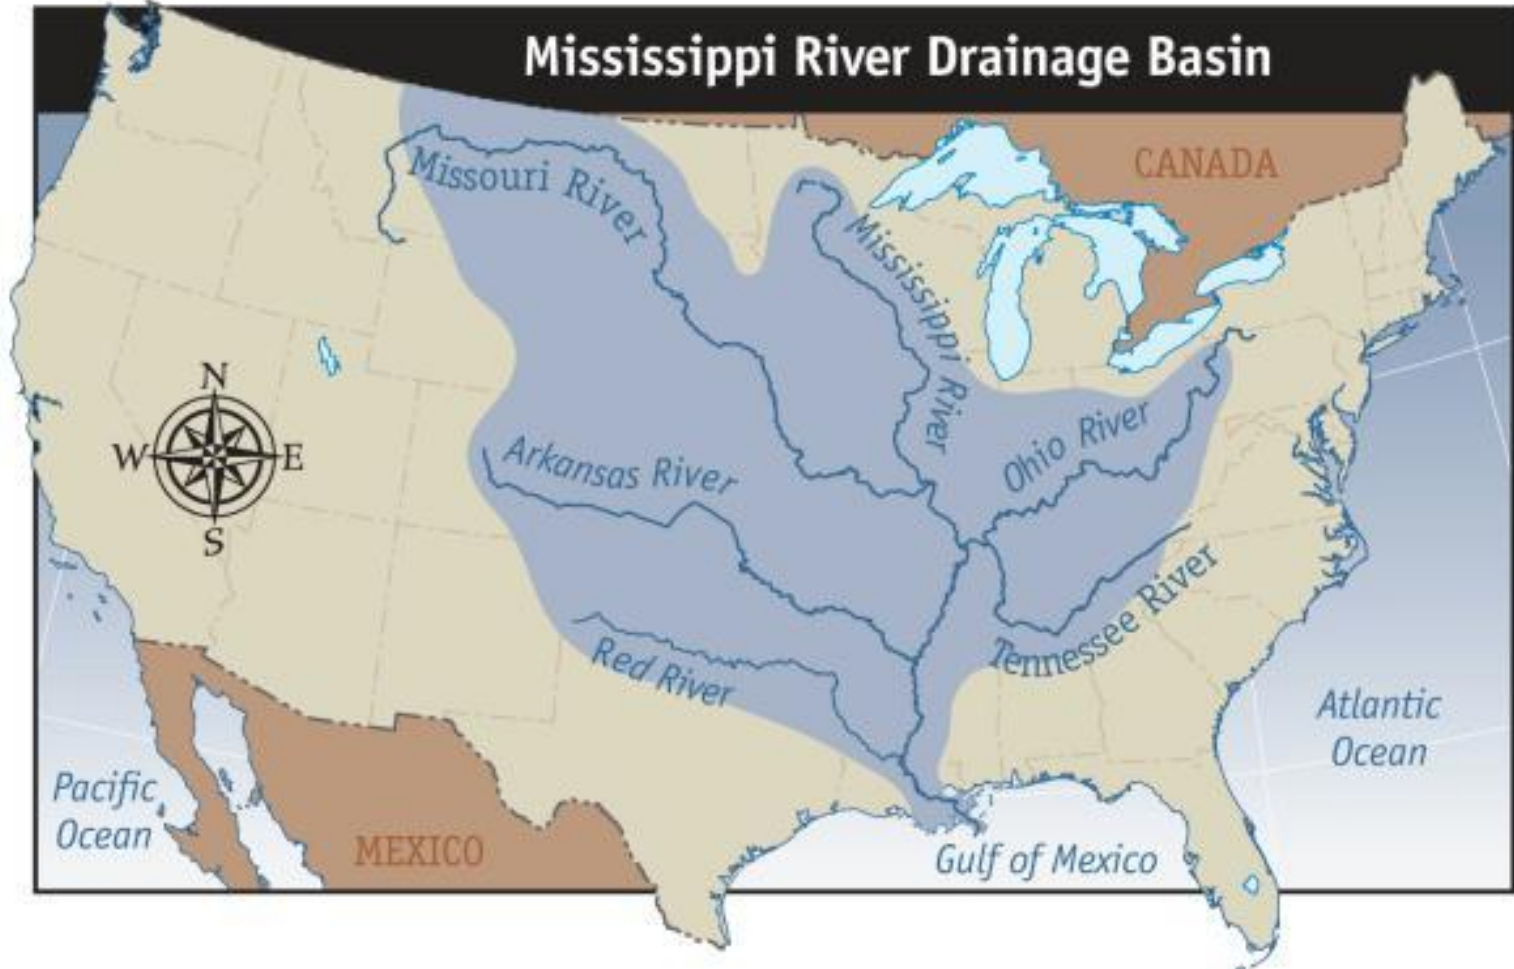 Mississippi River Drainage Basin
CANADA
Missouri River
Mississippi River
N
W
E
S
Arkansas River
Ohio River
Tennessee River
Red River
Atlantic
Ocean
Pacific
Ocean
MEXICO
Gulf of Mexico